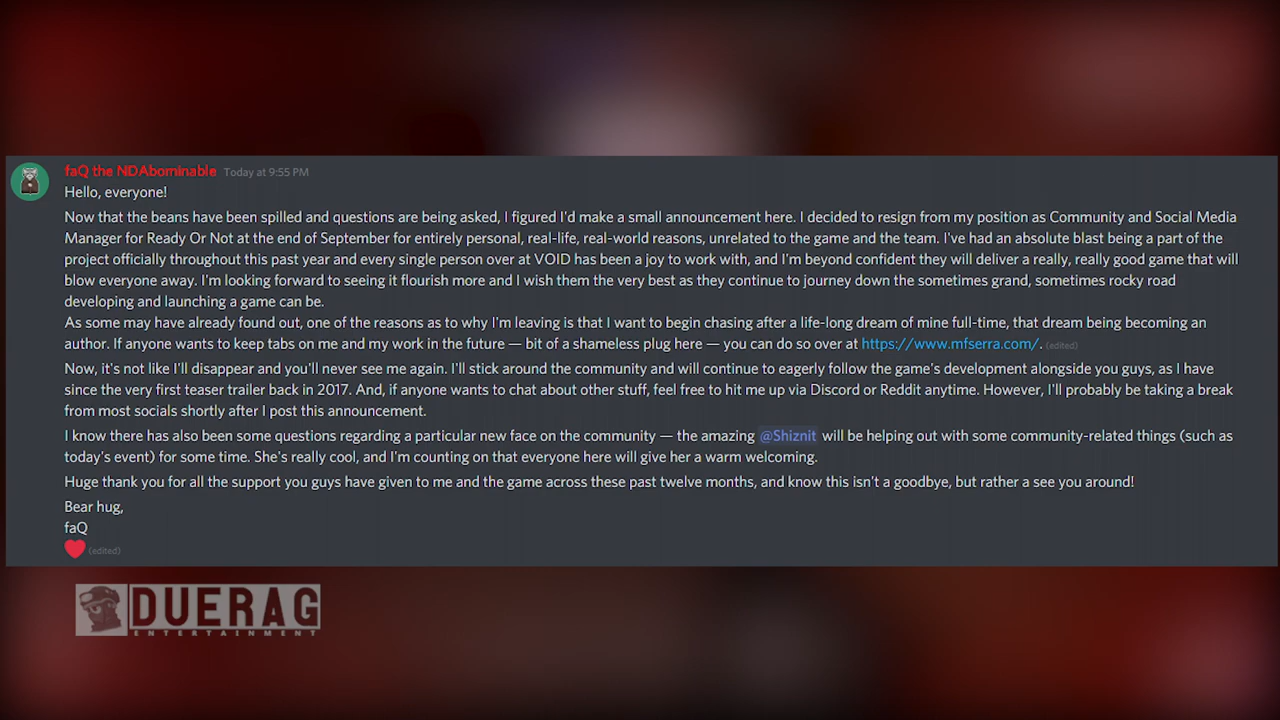 faQ the NDAbominable Today at 9:55 PM
Hello, everyone!
Now that the beans have been spilled and questions are being asked, I figured I'd make a small announcement here. I decided to resign from my position as Community and Social Media
Manager for Ready Or Not at the end of September for entirely personal, real-life, real-world reasons, unrelated to the game and the team. I've had an absolute blast being a part of the
project officially throughout this past year and every single person over at VOID has been a joy to work with, and I'm beyond confident they will deliver a really, really good game that will
blow everyone away. I'm looking forward to seeing it flourish more and I wish them the very best as they continue to journey down the sometimes grand, sometimes rocky road
developing and launching a game can be.
As some may have already found out, one of the reasons as to why I'm leaving is that I want to begin chasing after a life-long dream of mine full-time, that dream being becoming an
author. If anyone wants to keep tabs on me and my work in the future — bit of a shameless plug here — you can do so over at https://www.mfserra.com/. (edited)
Now, it's not like I'll disappear and you'll never see me again. I'll stick around the community and will continue to eagerly follow the game's development alongside you guys, as I have
since the very first teaser trailer back in 2017. And, if anyone wants to chat about other stuff, feel free to hit me up via Discord or Reddit anytime. However, I'll probably be taking a break
from most socials shortly after I post this announcement.
I know there has also been some questions regarding a particular new face on the community — the amazing @Shiznit will be helping out with some community-related things (such as
today's event) for some time. She's really cool, and I'm counting on that everyone here will give her a warm welcoming.
Huge thank you for all the support you guys have given to me and the game across these past twelve months, and know this isn't a goodbye, but rather a see you around!
Bear hug,
faQ
(edited)
DUERAG
ENTERTAINMENT